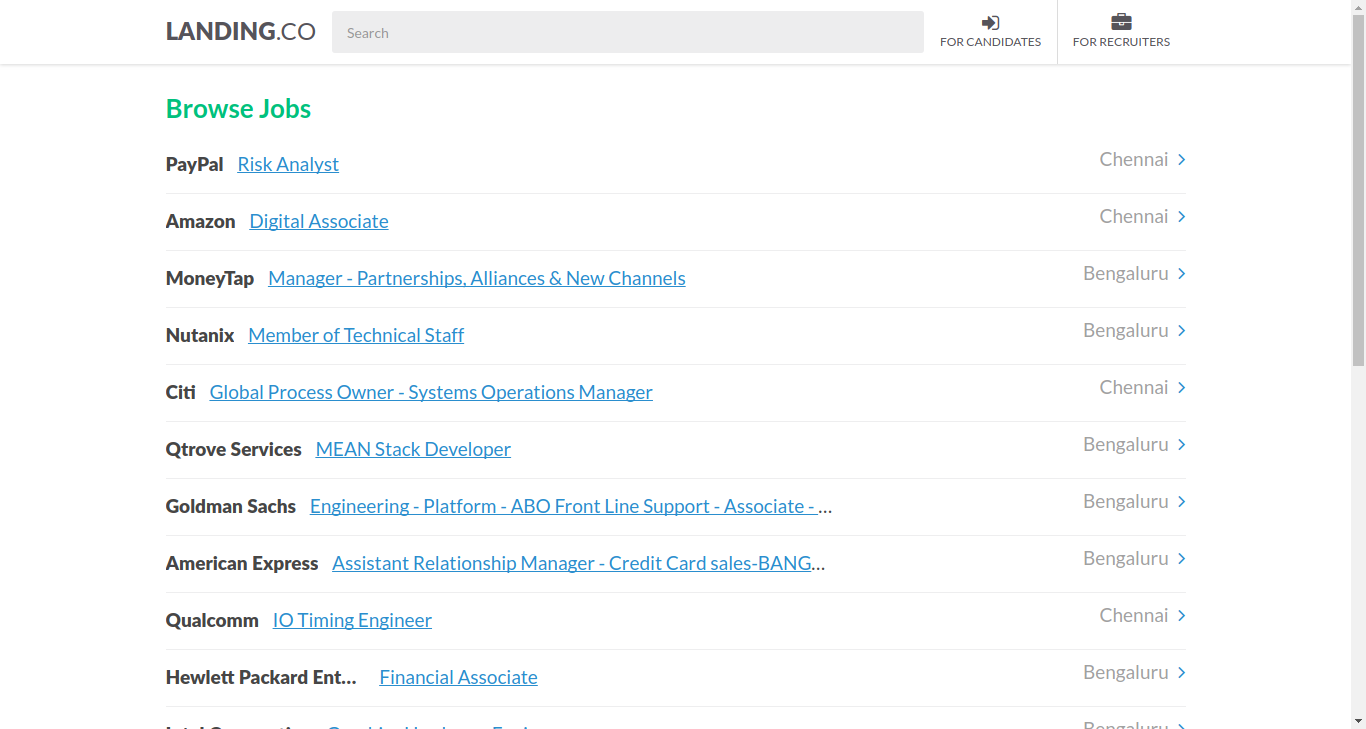 LANDING.CO
Search
FOR CANDIDATES
FOR RECRUITERS
Browse Jobs
PayPal Risk Analyst Chennai
Amazon Digital Associate Chennai
MoneyTap Manager - Partnerships, Alliances & New Channels Bengaluru
Nutanix Member of Technical Staff Bengaluru
Citi Global Process Owner - Systems Operations Manager Chennai
Qtrove Services MEAN Stack Developer Bengaluru
Goldman Sachs Engineering - Platform - ABO Front Line Support - Associate - ... Bengaluru
American Express Assistant Relationship Manager - Credit Card sales-BANG... Bengaluru
Qualcomm IO Timing Engineer Chennai
Hewlett Packard Ent... Financial Associate Bengaluru
Bengaluru